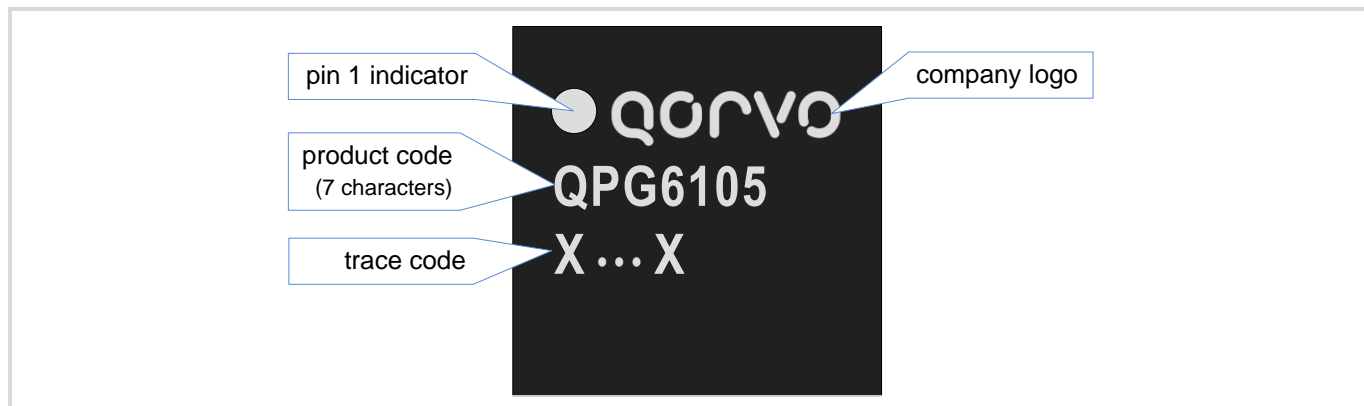 pin 1 indicator
company logo
QORVO
product code
(7 characters)
QPG6105
trace code
X ... X